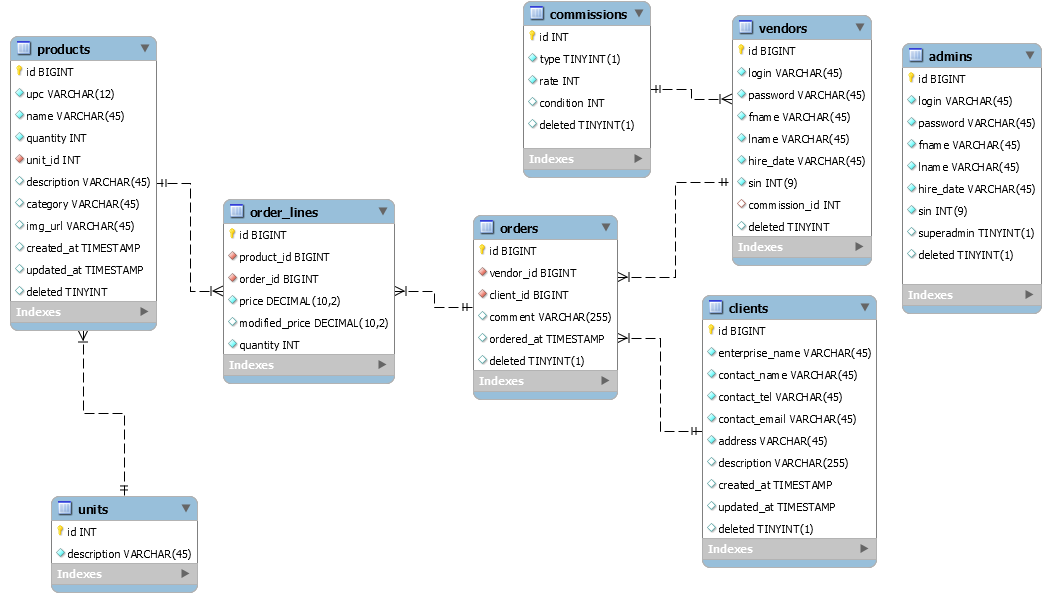 products
id BIGINT
upc VARCHAR(12)
name VARCHAR(45)
quantity INT
unit_id INT
description VARCHAR(45)
category VARCHAR(45)
img_url VARCHAR(45)
created_at TIMESTAMP
updated_at TIMESTAMP
deleted TINYINT
Indexes
units
id INT
description VARCHAR(45)
Indexes
order_lines
id BIGINT
product_id BIGINT
order_id BIGINT
price DECIMAL(10,2)
modified_price DECIMAL(10,2)
quantity INT
Indexes
orders
id BIGINT
vendor_id BIGINT
client_id BIGINT
comment VARCHAR(255)
ordered_at TIMESTAMP
deleted TINYINT(1)
Indexes
commissions
id INT
type TINYINT(1)
rate INT
condition INT
deleted TINYINT(1)
Indexes
vendors
id BIGINT
login VARCHAR(45)
password VARCHAR(45)
fname VARCHAR(45)
lname VARCHAR(45)
hire_date VARCHAR(45)
sin INT(9)
commission_id INT
deleted TINYINT
Indexes
clients
id BIGINT
enterprise_name VARCHAR(45)
contact_name VARCHAR(45)
contact_tel VARCHAR(45)
contact_email VARCHAR(45)
address VARCHAR(45)
description VARCHAR(255)
created_at TIMESTAMP
updated_at TIMESTAMP
deleted TINYINT(1)
Indexes
admins
id BIGINT
login VARCHAR(45)
password VARCHAR(45)
fname VARCHAR(45)
lname VARCHAR(45)
hire_date VARCHAR(45)
sin INT(9)
superadmin TINYINT(1)
deleted TINYINT(1)
Indexes